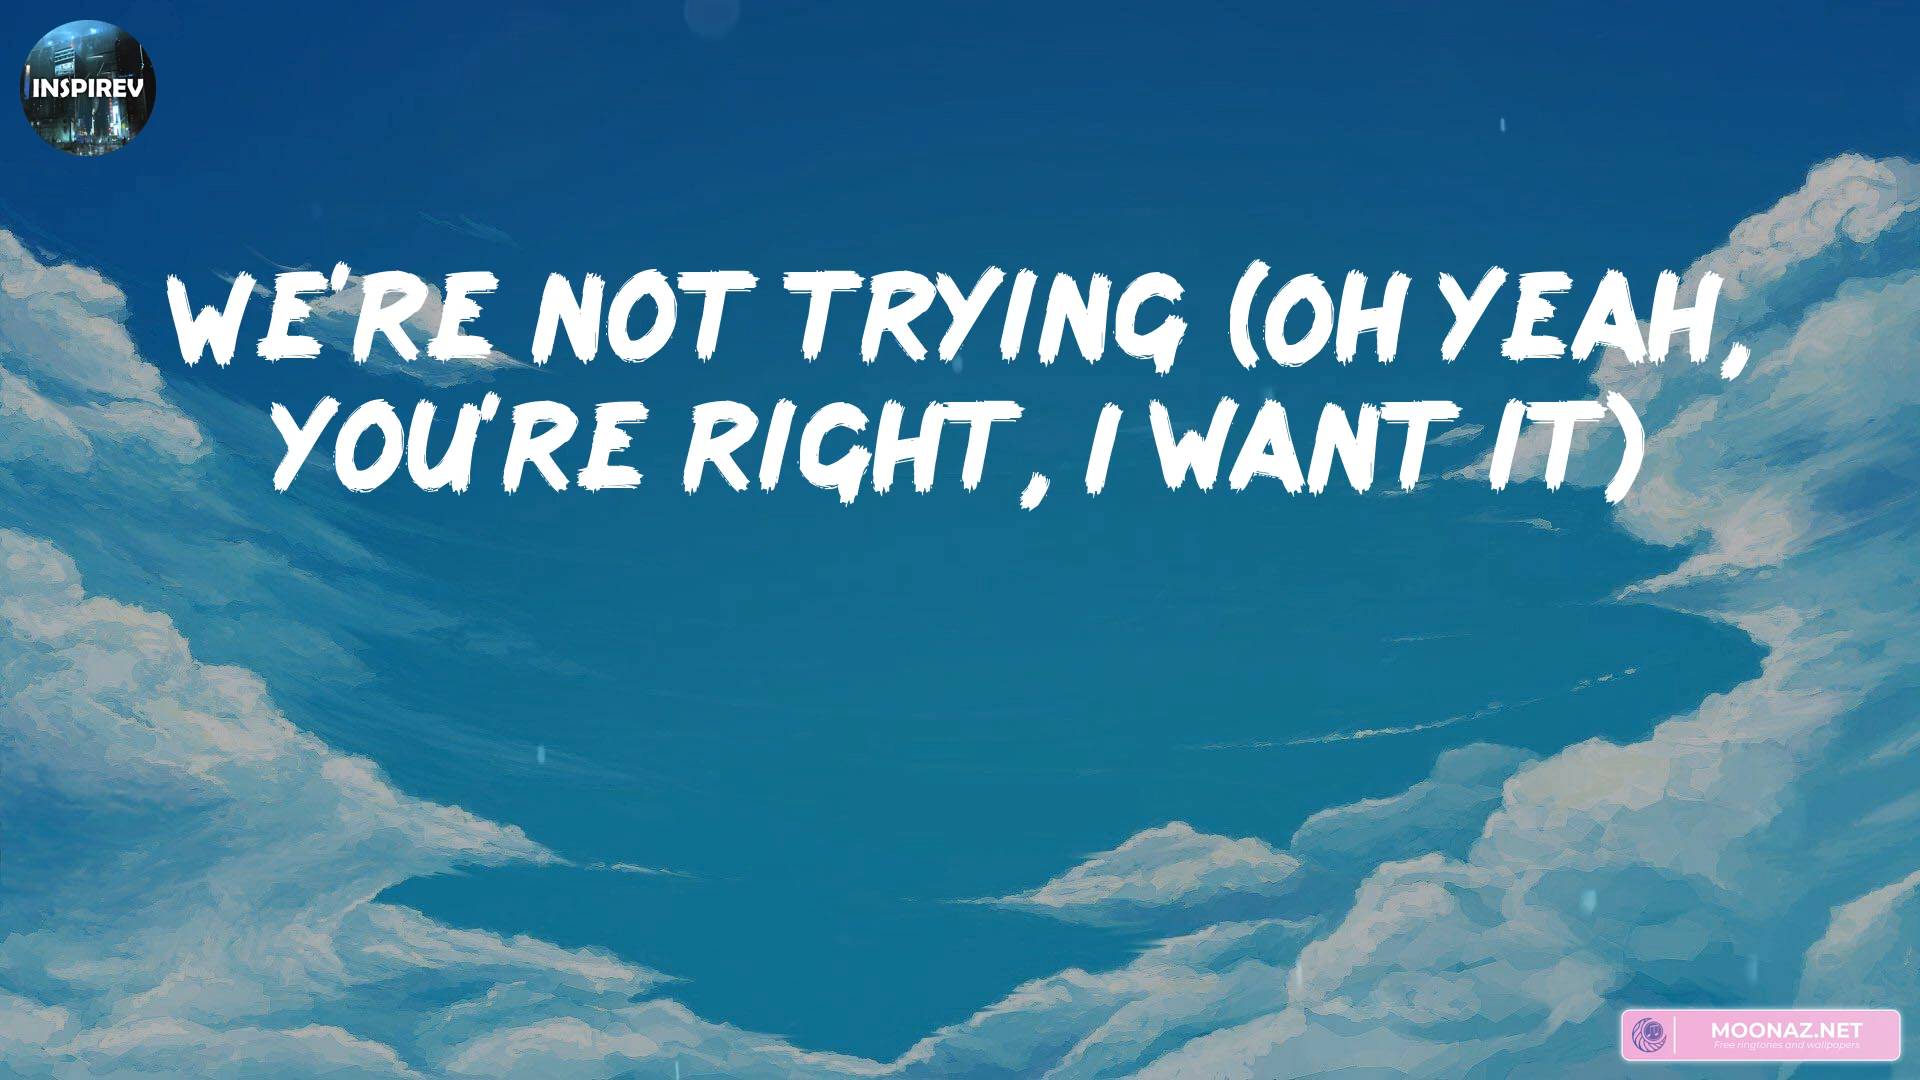 INSPIREV
WE'RE NOT TRYING (OH YEAH,
YOU'RE RIGHT, I WANT IT)
MOONAZ.NET
Free ringtones and wallpapers